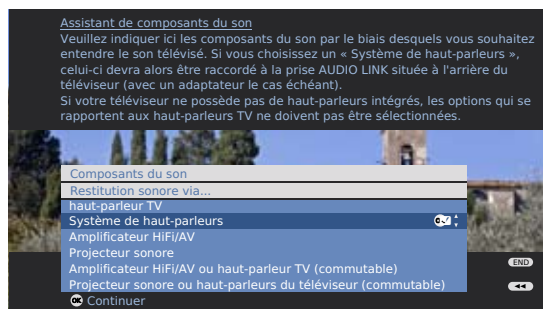 Assistant de composants du son
Veuillez indiquer ici les composants du son par le biais desquels vous souhaitez
entendre le son télévisé. Si vous choisissez un « Système de haut-parleurs »,
celui-ci devra alors être raccordé à la prise AUDIO LINK située à l'arrière du
téléviseur (avec un adaptateur le cas échéant).
Si votre téléviseur ne possède pas de haut-parleurs intégrés, les options qui se
rapportent aux haut-parleurs TV ne doivent pas être sélectionnées.
Composants du son
Restitution sonore via...
haut-parleur TV
Système de haut-parleurs
Amplificateur HiFi/AV
Projecteur sonore
Amplificateur HiFi/AV ou haut-parleur TV (commutable)
Projecteur sonore ou haut-parleurs du téléviseur (commutable)
OK Continuer
END